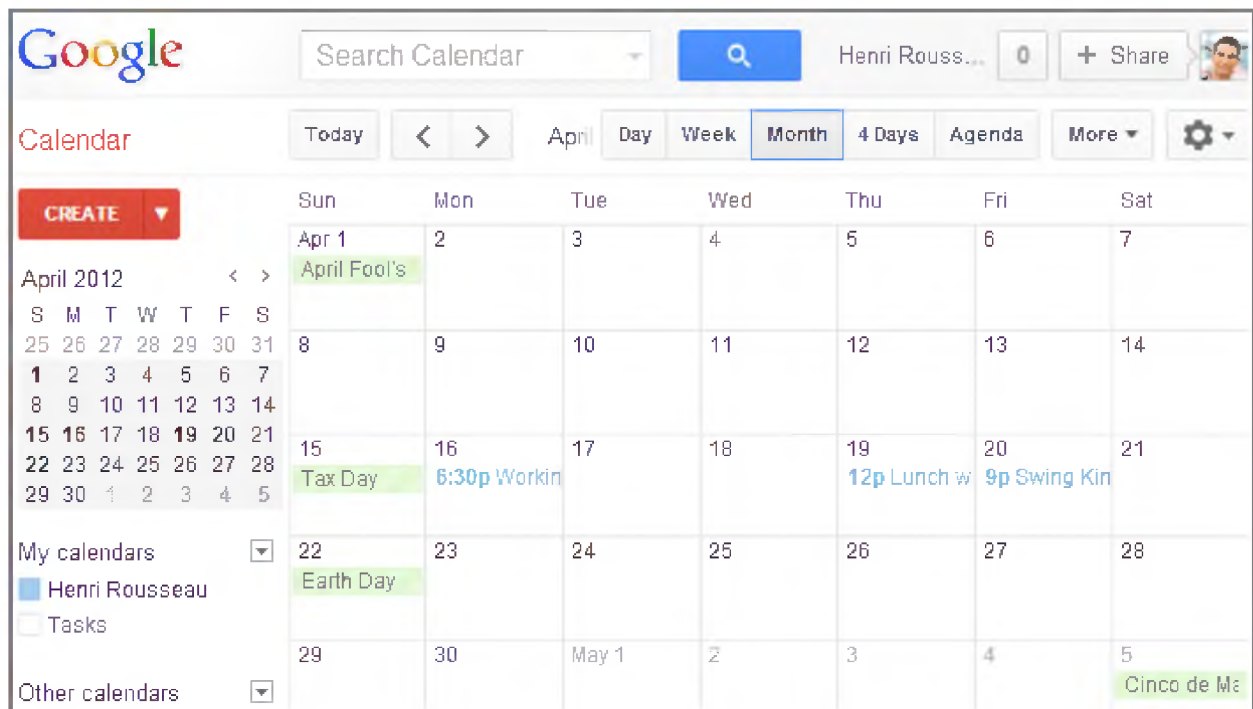 Google Search Calendar Henri Rouss... 0 + Share
Calendar Today < > April Day Week Month 4 Days Agenda More
CREATE
Sun Mon Tue Wed Thu Fri Sat
Apr 1 2 3 4 5 6 7
April Fool's
April 2012 < >
S M T W T F S
25 26 27 28 29 30 31
1 2 3 4 5 6 7
8 9 10 11 12 13 14
15 16 17 18 19 20 21
22 23 24 25 26 27 28
29 30 1 2 3 4 5
8 9 10 11 12 13 14
15 16 17 18 19 20 21
Tax Day 6:30p Workin 12p Lunch w 9p Swing Kin
My calendars
Henri Rousseau
Tasks
Other calendars
22 23 24 25 26 27 28
Earth Day
29 30 May 1 2 3 4 5
Cinco de Ma